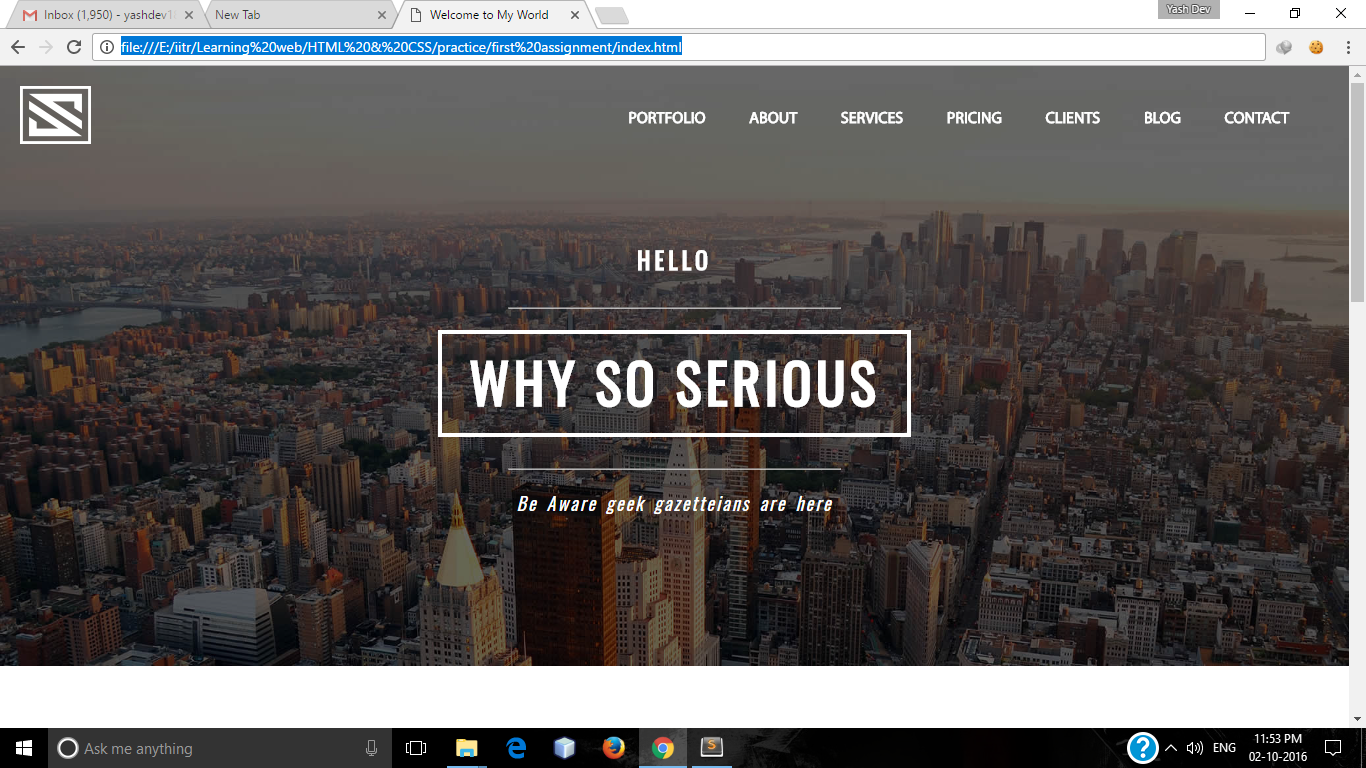 Inbox (1,950) - yashdev1
New Tab
Welcome to My World
Yash Dev
file:///E:/iitr/Learning%20web/HTML%20&%20CSS/practice/first%20assignment/index.html
PORTFOLIO ABOUT SERVICES PRICING CLIENTS BLOG CONTACT
HELLO
WHY SO SERIOUS
Be Aware geek gazetteians are here
Ask me anything
ENG
11:53 PM
02-10-2016